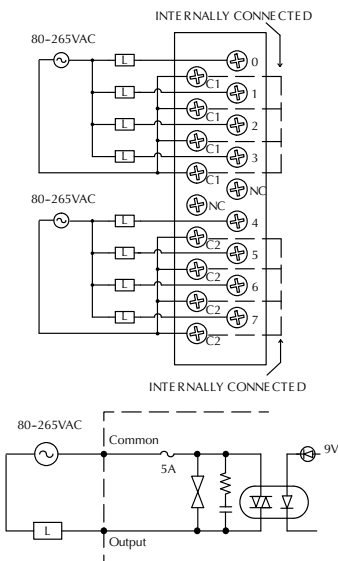 INTERNALLY CONNECTED
80-265VAC
L
0
C1
L
1
C1
L
2
C1
L
3
C1
NC
NC
80-265VAC
L
4
C2
L
5
C2
L
6
C2
L
7
C2
INTERNALLY CONNECTED
80-265VAC
Common
9V
5A
L
Output